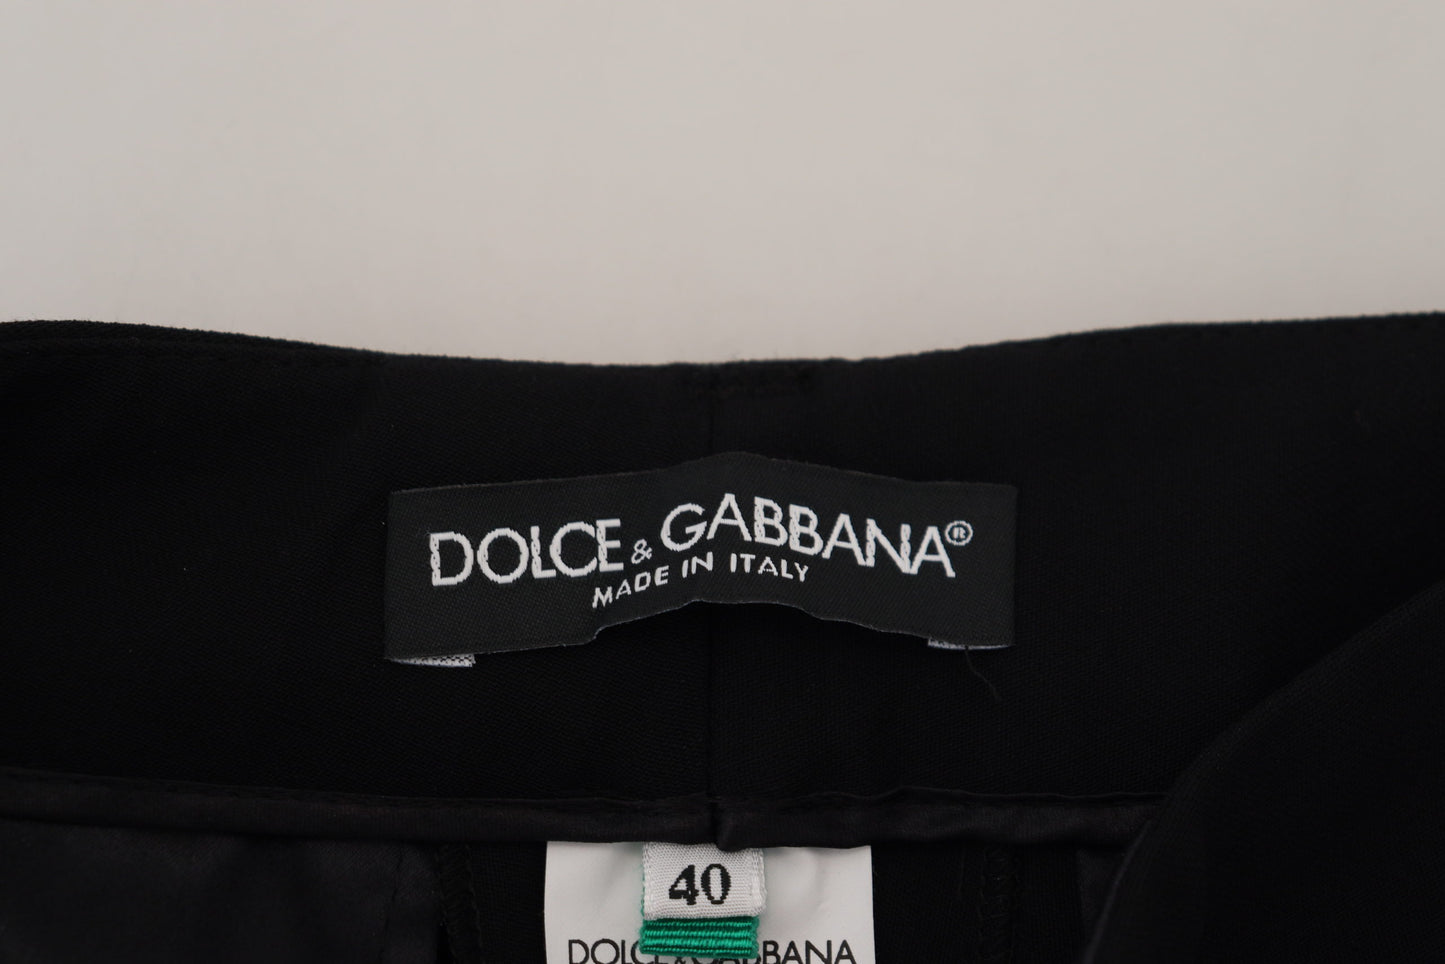 DOLCE & GABBANA®
MADE IN ITALY
40
DOLCE & GABBANA